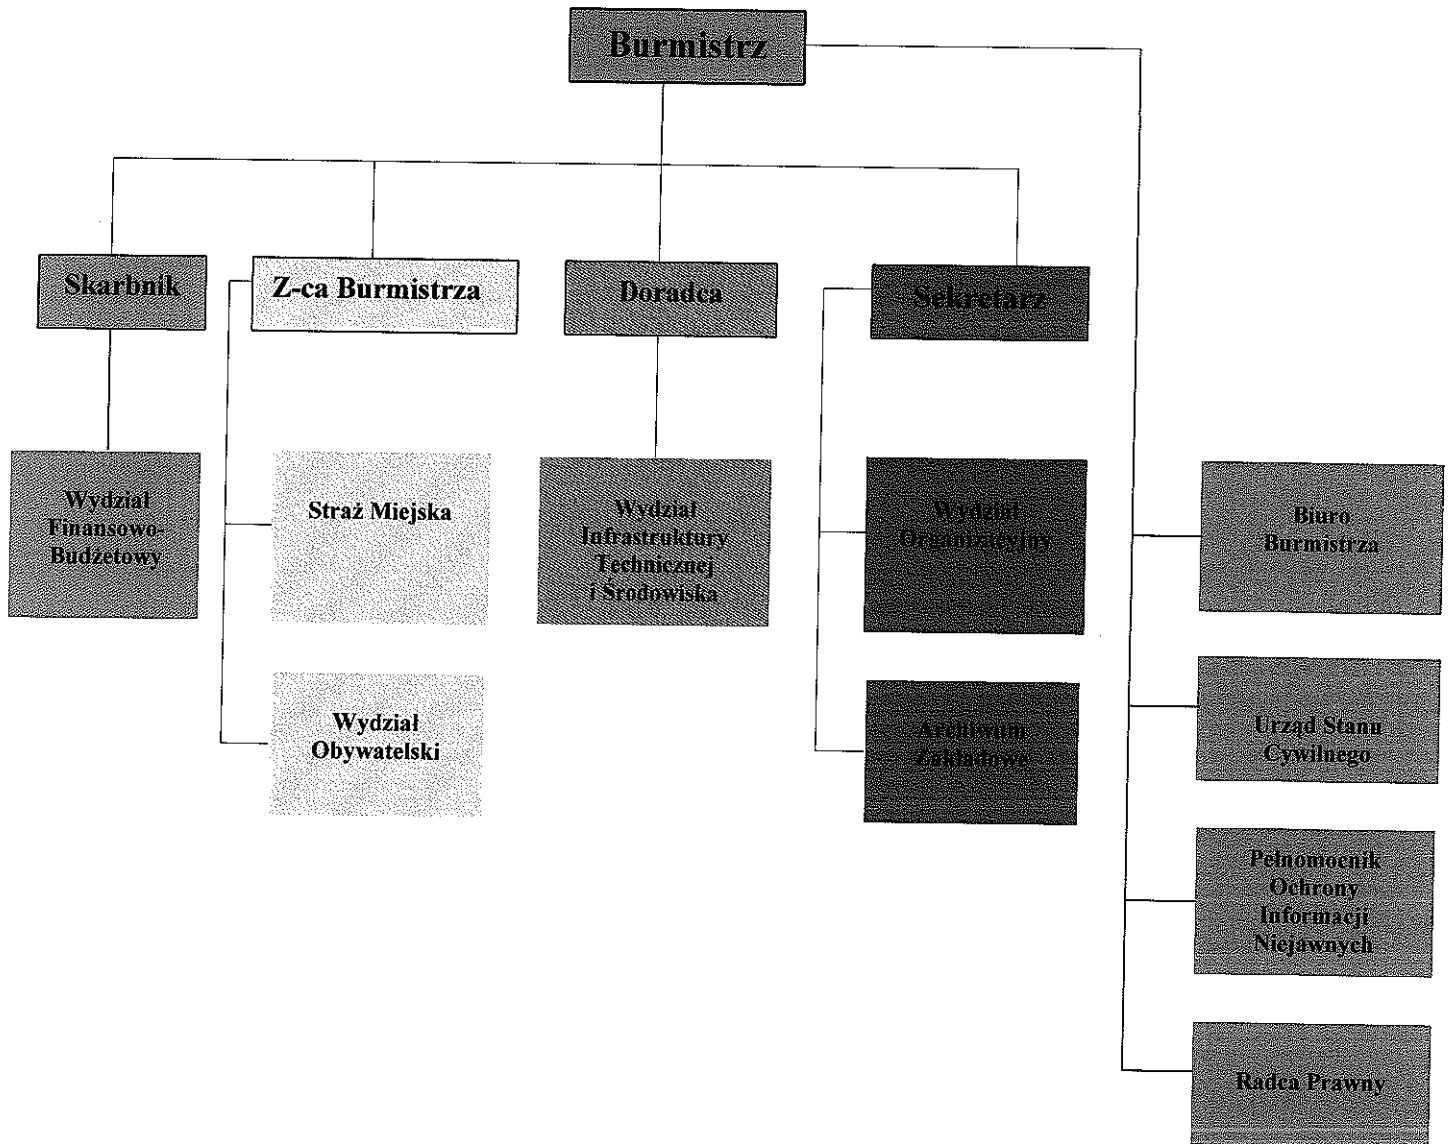 Burmistrz
Skarbnik
Z-ca Burmistrza
Doradca
Sekretarz
Wydział
Finansowo-
Budżetowy
Straż Miejska
Wydział
Infrastruktury
Technicznej
i Środowiska
Wydział
Organizacyjny
Biuro
Burmistrza
Wydział
Obywatelski
Archiwum
Zakładowe
Urząd Stanu
Cywilnego
Pełnomocnik
Ochrony
Informacji
Niejawnych
Radca Prawny